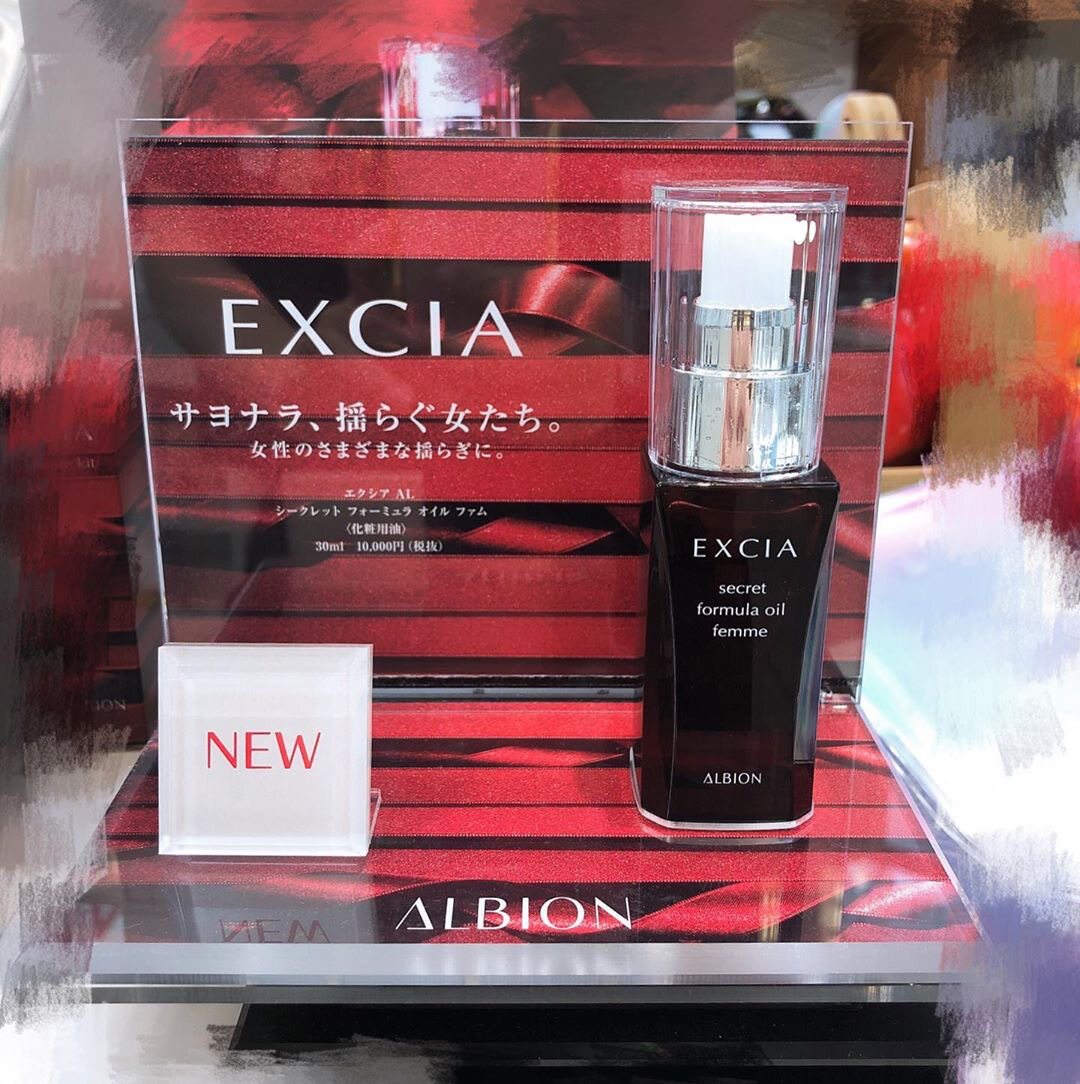 EXCIA
サヨナラ、揺らぐ女たち。
女性のさまざまな揺らぎに。
エクシア AL
シークレット フォーミュラ オイル ファム
〈化粧用油〉
30ml 10,000円(税抜)
EXCIA
secret
formula oil
femme
ALBION
NEW
ALBION
kit